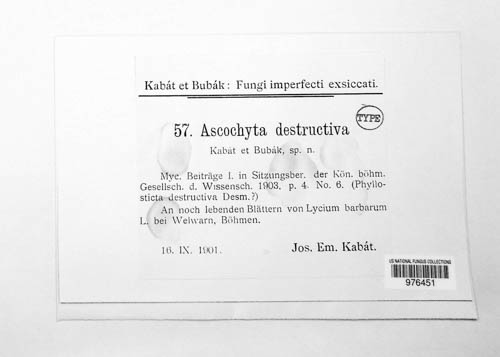 Kabát et Bubák: Fungi imperfecti exsiccati.
57. Ascochyta destructiva TYPE
Kabát et Bubák, sp. n.
Myc. Beiträge I. in Sitzungsber. der Kön. böhm.
Gesellsch. d. Wissensch. 1903, p. 4. No. 6. (Phyllo-
sticta destructiva Desm.?)
An noch lebenden Blättern von Lycium barbarum
L. bei Welwarn, Böhmen.
16. IX. 1901. Jos. Em. Kabát.
US NATIONAL FUNGUS COLLECTIONS
976451